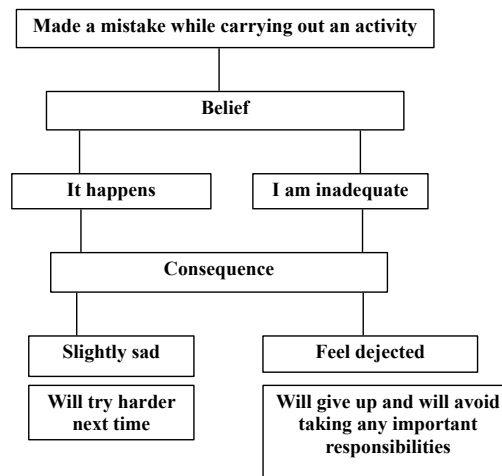 Made a mistake while carrying out an activity
Belief
It happens
I am inadequate
Consequence
Slightly sad
Feel dejected
Will try harder
next time
Will give up and will avoid
taking any important
responsibilities